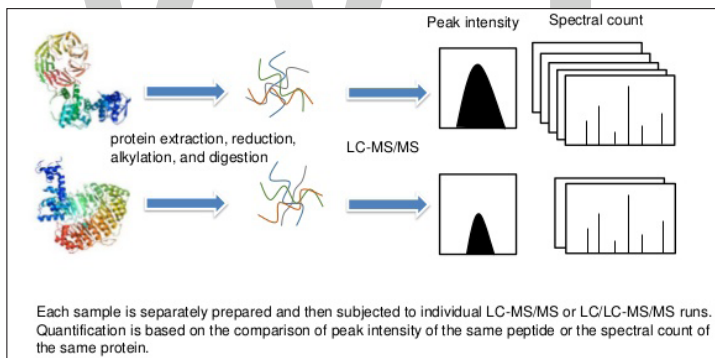 Peak intensity
Spectral count
protein extraction, reduction,
alkylation, and digestion
LC-MS/MS
Each sample is separately prepared and then subjected to individual LC-MS/MS or LC/LC-MS/MS runs.
Quantification is based on the comparison of peak intensity of the same peptide or the spectral count of
the same protein.